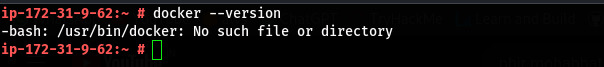 ip-172-31-9-62:~ # docker --version
-bash: /usr/bin/docker: No such file or directory
ip-172-31-9-62:~ #